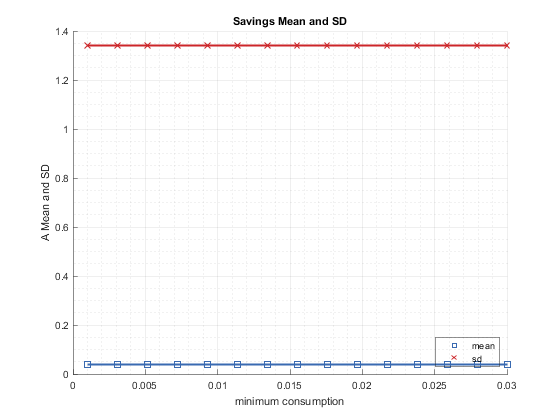 Savings Mean and SD
A Mean and SD
1.4
1.2
1
0.8
0.6
0.4
0.2
0
mean
sd
0 0.005 0.01 0.015 0.02 0.025 0.03
minimum consumption